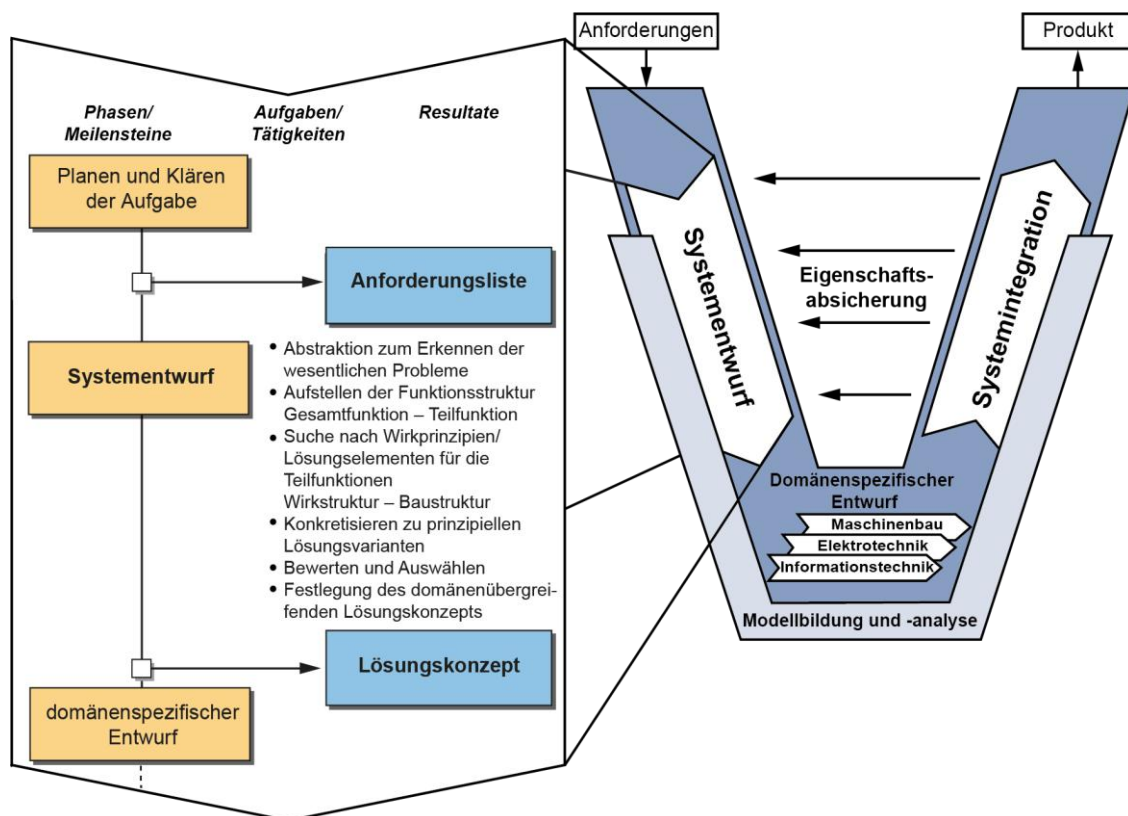 Phasen/
Meilensteine
Aufgaben/
Tätigkeiten
Resultate
Planen und Klären
der Aufgabe
Anforderungsliste
Systementwurf
• Abstraktion zum Erkennen der
wesentlichen Probleme
• Aufstellen der Funktionsstruktur
Gesamtfunktion – Teilfunktion
• Suche nach Wirkprinzipien/
Lösungselementen für die
Teilfunktionen
Wirkstruktur – Baustruktur
• Konkretisieren zu prinzipiellen
Lösungsvarianten
• Bewerten und Auswählen
• Festlegung des domänenübergrei-
fenden Lösungskonzepts
Lösungskonzept
domänenspezifischer
Entwurf
Anforderungen
Produkt
Systementwurf
Eigenschafts-
absicherung
Systemintegration
Domänenspezifischer
Entwurf
Maschinenbau
Elektrotechnik
Informationstechnik
Modellbildung und -analyse